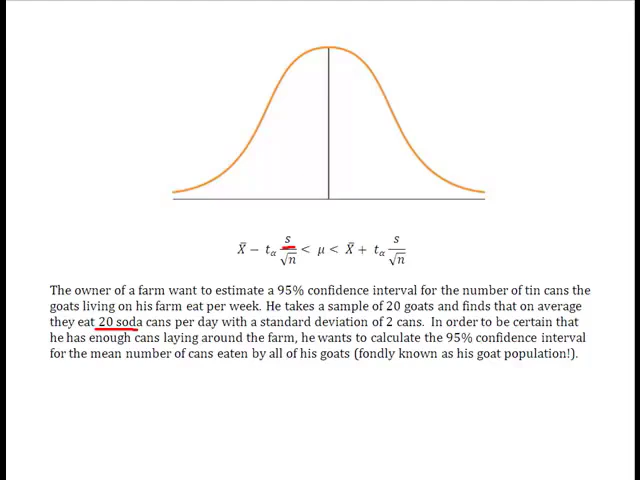 X̄ − tα s/√n < μ < X̄ + tα s/√n
The owner of a farm want to estimate a 95% confidence interval for the number of tin cans the
goats living on his farm eat per week. He takes a sample of 20 goats and finds that on average
they eat 20 soda cans per day with a standard deviation of 2 cans. In order to be certain that
he has enough cans laying around the farm, he wants to calculate the 95% confidence interval
for the mean number of cans eaten by all of his goats (fondly known as his goat population!).